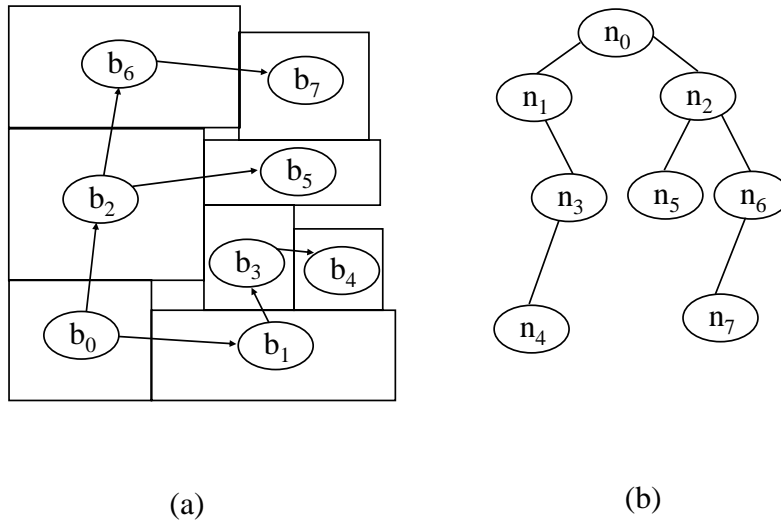 b₆
b₇
b₂
b₅
b₃
b₄
b₀
b₁
(a)
n₀
n₁
n₂
n₃
n₅
n₆
n₄
n₇
(b)